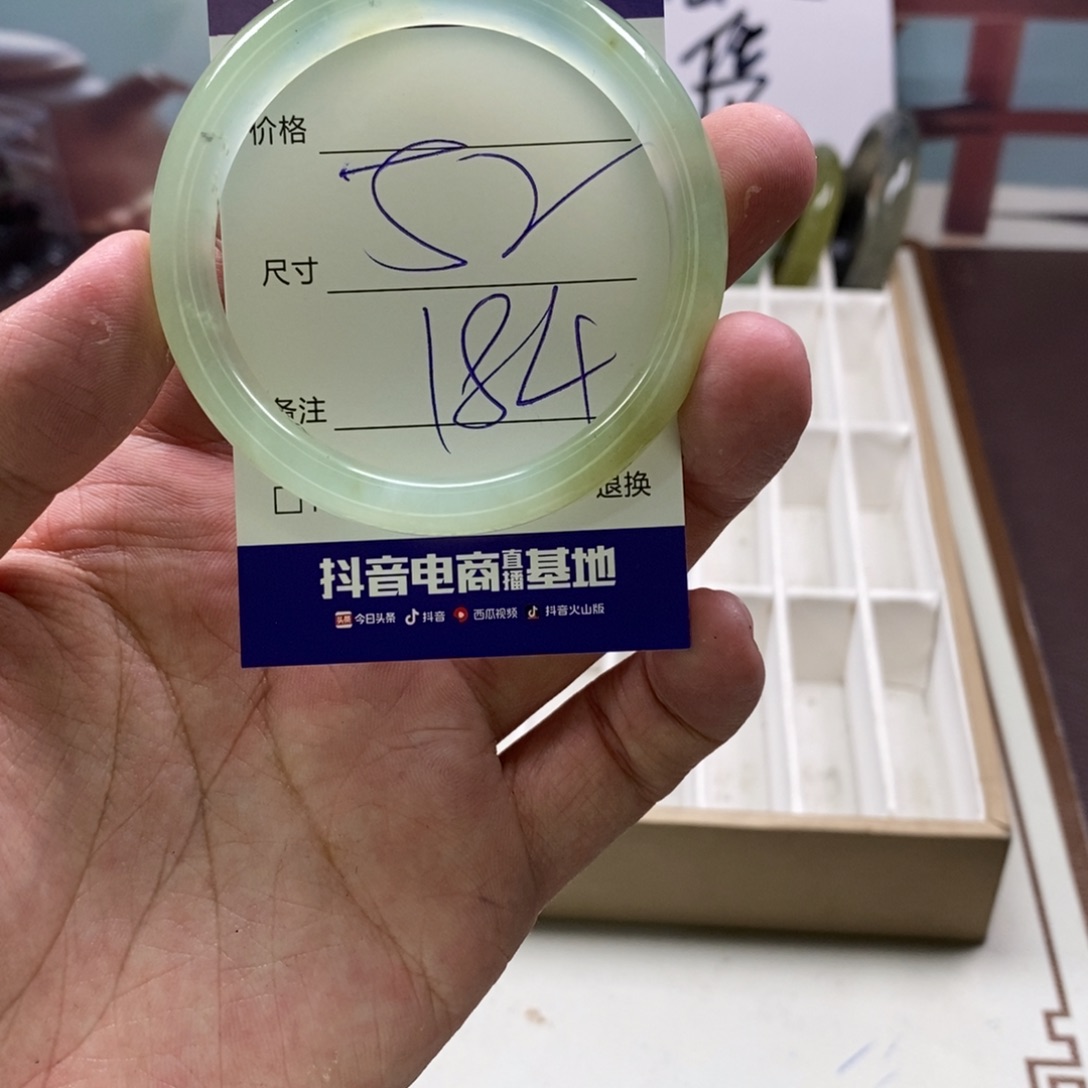 价格
52
尺寸
184
备注
退换
抖音电商直播基地
今日头条 抖音 西瓜视频 抖音火山版